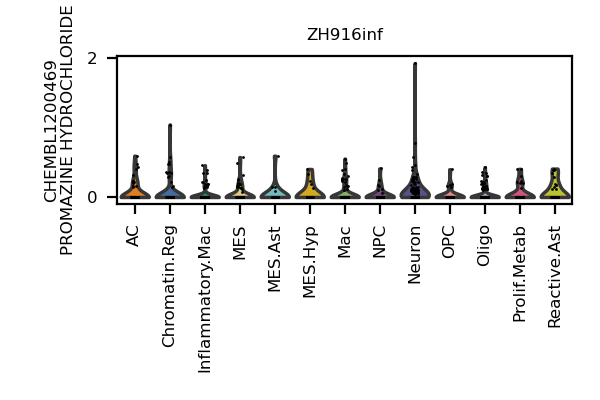 ZH916inf
CHEMBL1200469
PROMAZINE HYDROCHLORIDE
2
0
AC
Chromatin.Reg
Inflammatory.Mac
MES
MES.Ast
MES.Hyp
Mac
NPC
Neuron
OPC
Oligo
Prolif.Metab
Reactive.Ast